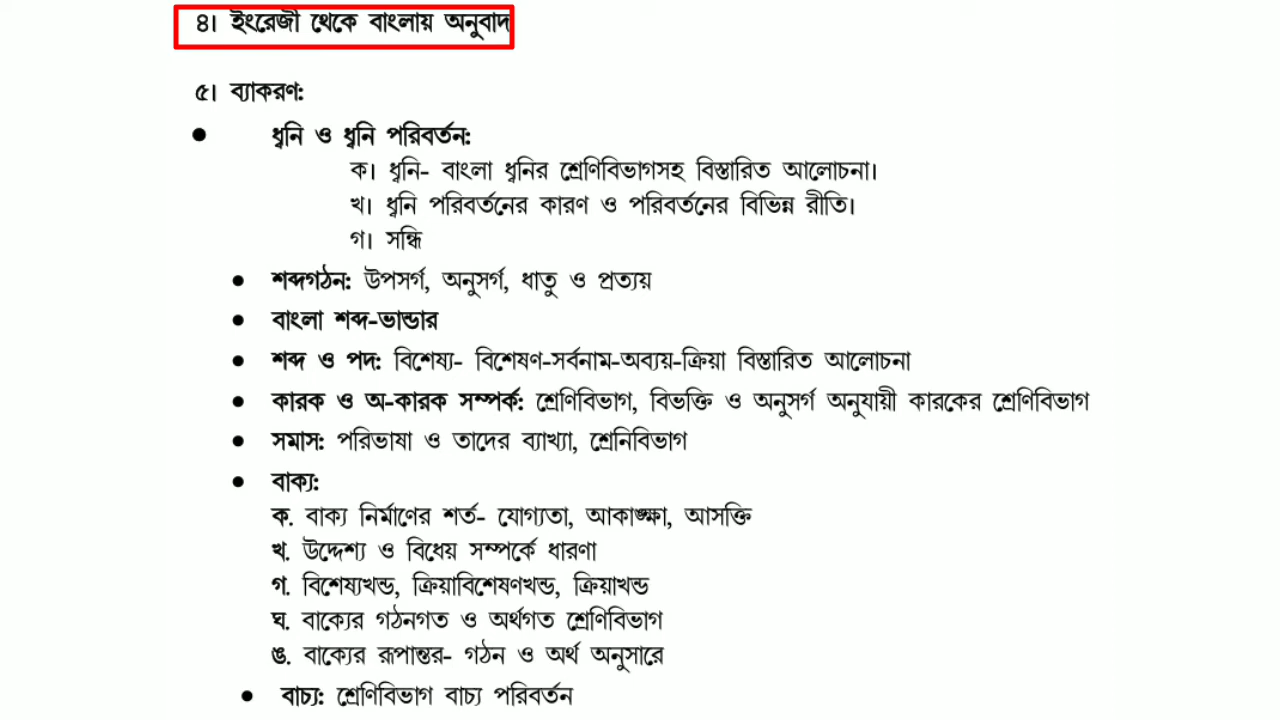 ৪। ইংরেজী থেকে বাংলায় অনুবাদ
৫। ব্যাকরণ:
● ধ্বনি ও ধ্বনি পরিবর্তন:
ক। ধ্বনি- বাংলা ধ্বনির শ্রেণিবিভাগসহ বিস্তারিত আলোচনা।
খ। ধ্বনি পরিবর্তনের কারণ ও পরিবর্তনের বিভিন্ন রীতি।
গ। সন্ধি
● শব্দগঠন: উপসর্গ, অনুসর্গ, ধাতু ও প্রত্যয়
● বাংলা শব্দ-ভান্ডার
● শব্দ ও পদ: বিশেষ্য- বিশেষণ-সর্বনাম-অব্যয়-ক্রিয়া বিস্তারিত আলোচনা
● কারক ও অ-কারক সম্পর্ক: শ্রেণিবিভাগ, বিভক্তি ও অনুসর্গ অনুযায়ী কারকের শ্রেণিবিভাগ
● সমাস: পরিভাষা ও তাদের ব্যাখ্যা, শ্রেনিবিভাগ
● বাক্য:
ক. বাক্য নির্মাণের শর্ত- যোগ্যতা, আকাঙ্ক্ষা, আসক্তি
খ. উদ্দেশ্য ও বিধেয় সম্পর্কে ধারণা
গ. বিশেষ্যখন্ড, ক্রিয়াবিশেষণখন্ড, ক্রিয়াখন্ড
ঘ. বাক্যের গঠনগত ও অর্থগত শ্রেণিবিভাগ
ঙ. বাক্যের রূপান্তর- গঠন ও অর্থ অনুসারে
● বাচ্য: শ্রেণিবিভাগ বাচ্য পরিবর্তন